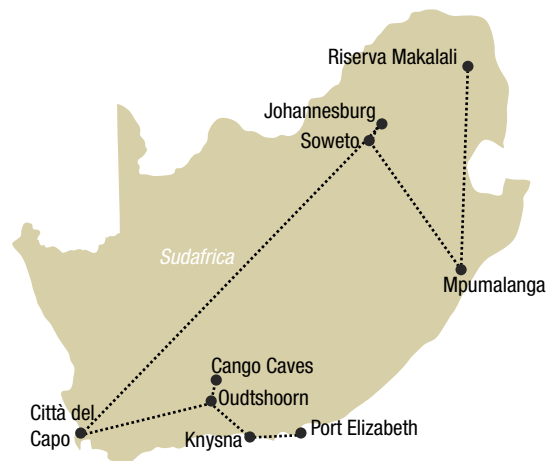 Riserva Makalali
Johannesburg
Soweto
Sudafrica
Mpumalanga
Cango Caves
Oudtshoorn
Città del
Capo
Knysna
Port Elizabeth